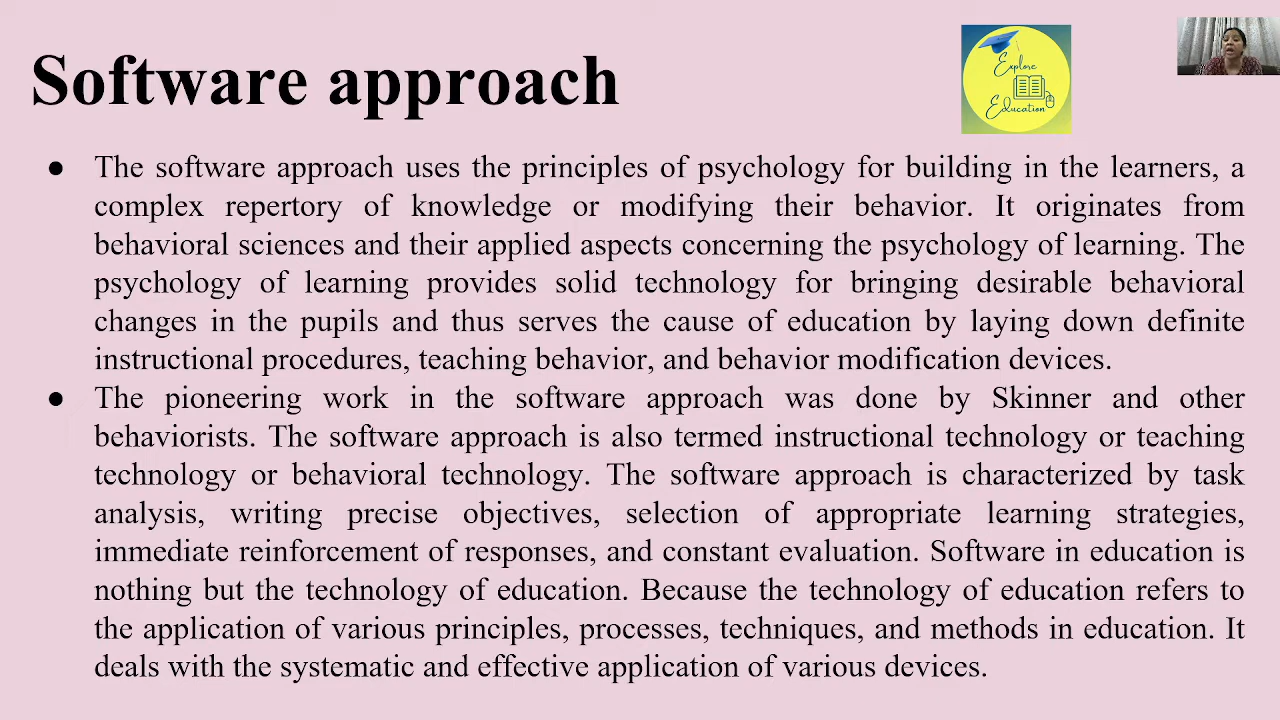 Software approach
Explore
Education
● The software approach uses the principles of psychology for building in the learners, a
complex repertory of knowledge or modifying their behavior. It originates from
behavioral sciences and their applied aspects concerning the psychology of learning. The
psychology of learning provides solid technology for bringing desirable behavioral
changes in the pupils and thus serves the cause of education by laying down definite
instructional procedures, teaching behavior, and behavior modification devices.
● The pioneering work in the software approach was done by Skinner and other
behaviorists. The software approach is also termed instructional technology or teaching
technology or behavioral technology. The software approach is characterized by task
analysis, writing precise objectives, selection of appropriate learning strategies,
immediate reinforcement of responses, and constant evaluation. Software in education is
nothing but the technology of education. Because the technology of education refers to
the application of various principles, processes, techniques, and methods in education. It
deals with the systematic and effective application of various devices.